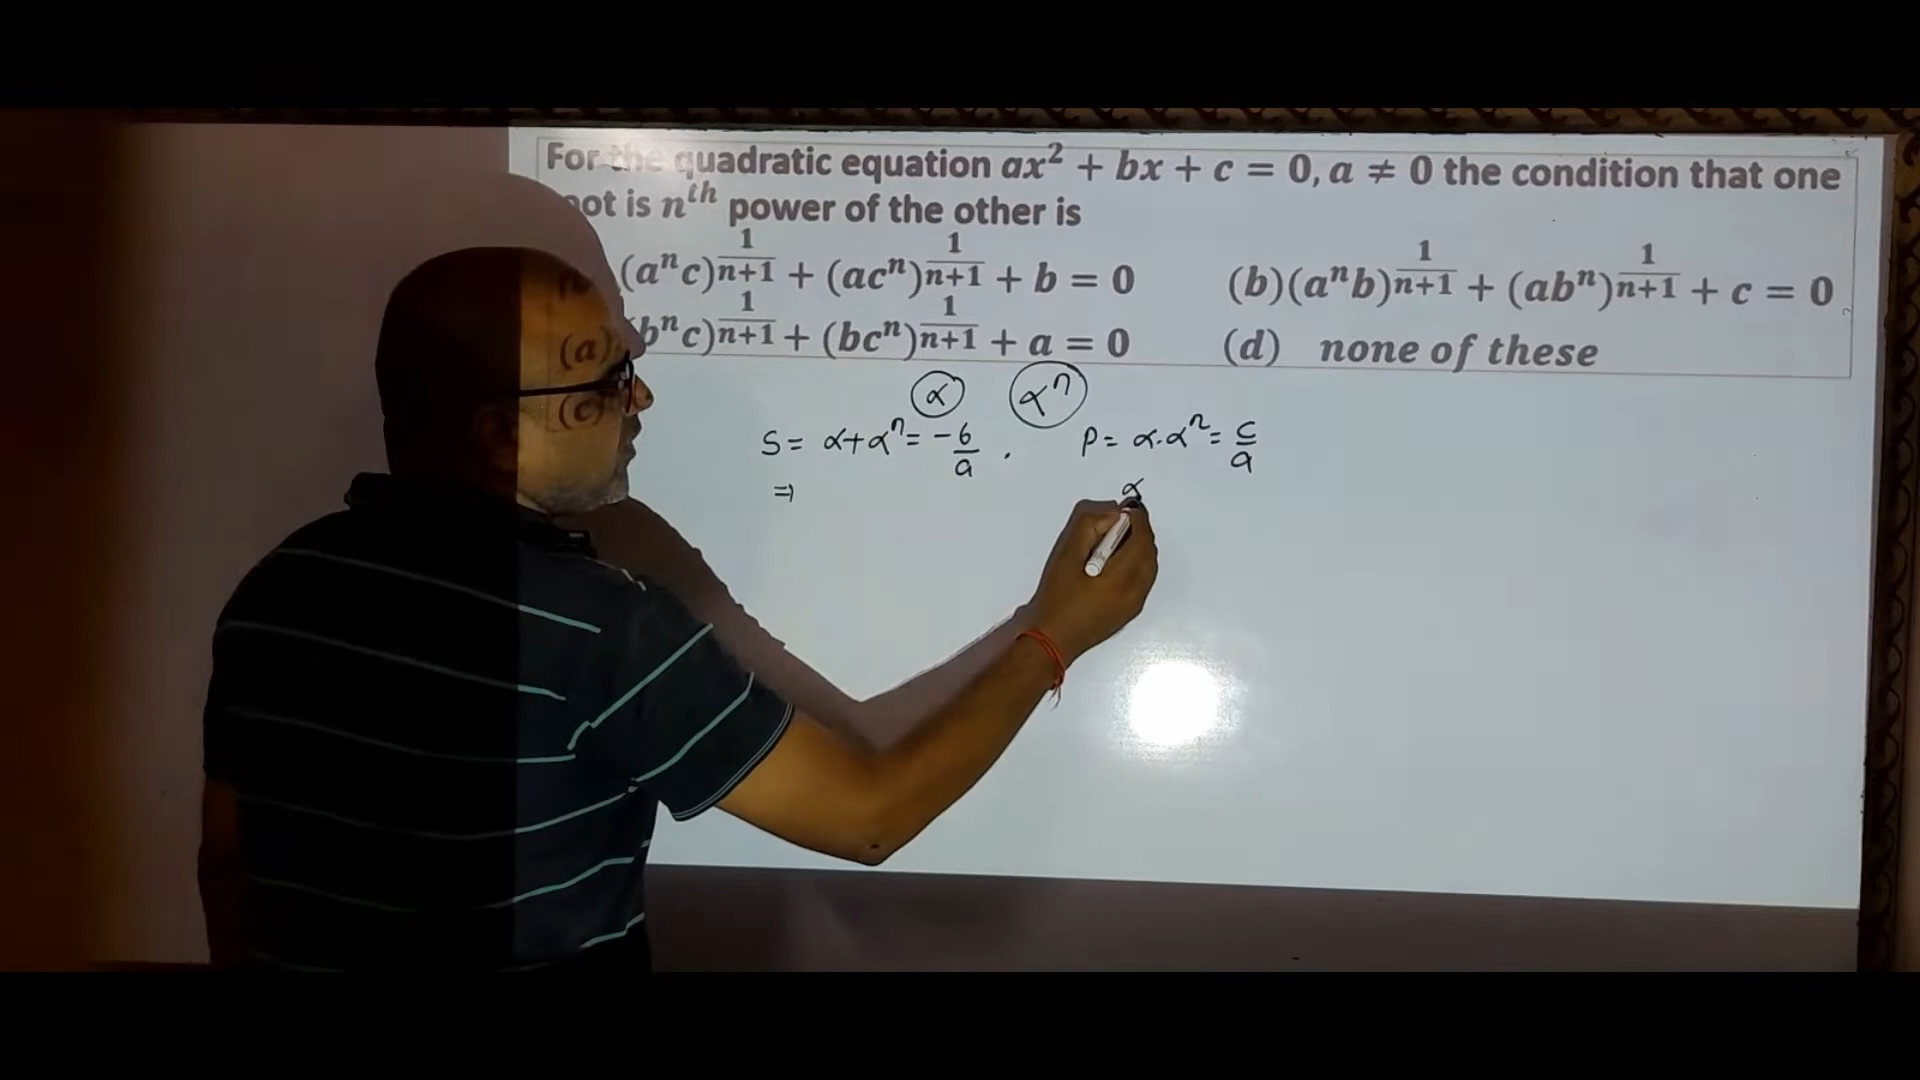 For the quadratic equation ax² + bx + c = 0, a ≠ 0 the condition that one
is nᵗʰ power of the other is
(a) (aⁿc)^{1/(n+1)} + (acⁿ)^{1/(n+1)} + b = 0 (b)(aⁿb)^{1/(n+1)} + (abⁿ)^{1/(n+1)} + c = 0
(c) (bⁿc)^{1/(n+1)} + (bcⁿ)^{1/(n+1)} + a = 0 (d) none of these
α αⁿ
S = α+αⁿ = -b/a . P = α.αⁿ = c/a
⇒ α